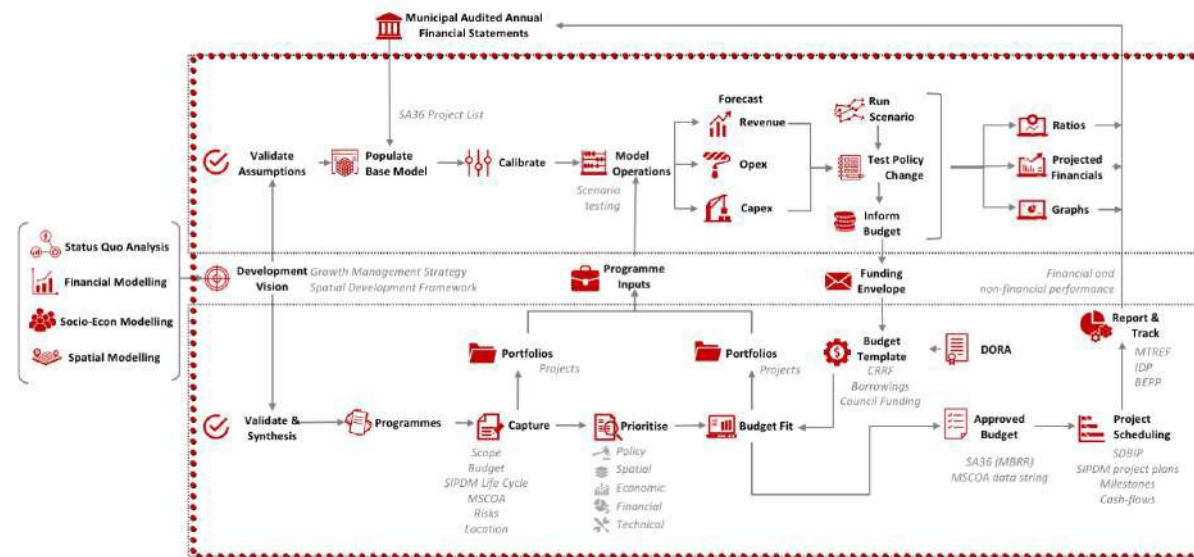 Municipal Audited Annual
Financial Statements
SA36 Project List
Validate
Assumptions
Populate
Base Model
Calibrate
Model
Operations
Scenario
testing
Forecast
Revenue
Opex
Capex
Run
Scenario
Test Policy
Change
Inform
Budget
Ratios
Projected
Financials
Graphs
Status Quo Analysis
Financial Modelling
Socio-Econ Modelling
Spatial Modelling
Development
Vision
Growth Management Strategy
Spatial Development Framework
Programme
Inputs
Funding
Envelope
Financial and
non-financial performance
Portfolios
Projects
Portfolios
Projects
Budget
Template
CRRF
Borrowings
Council Funding
DORA
Report &
Track
MTREF
IDP
BEPP
Validate &
Synthesis
Programmes
Capture
Scope
Budget
SIPDM Life Cycle
MSCOA
Risks
Location
Prioritise
Policy
Spatial
Economic
Financial
Technical
Budget Fit
Approved
Budget
SA36 (MBRR)
MSCOA data string
Project
Scheduling
SDBIP
SIPDM project plans
Milestones
Cash-flows